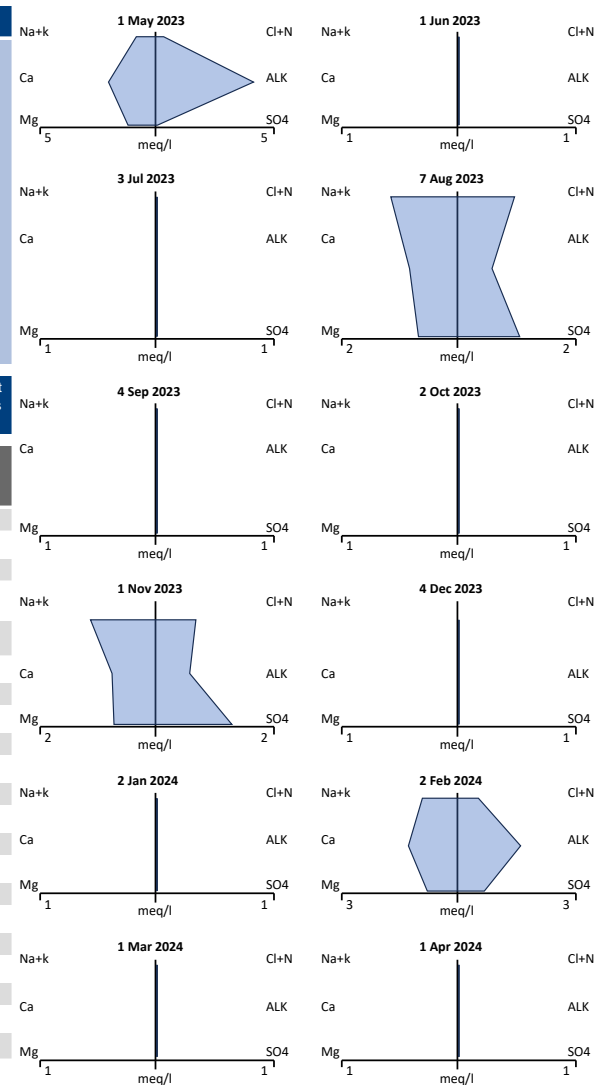 t
s
1 May 2023
Na+k Cl+N
Ca ALK
Mg SO4
5 5
meq/l
1 Jun 2023
Na+k Cl+N
Ca ALK
Mg SO4
1 1
meq/l
3 Jul 2023
Na+k Cl+N
Ca ALK
Mg SO4
1 1
meq/l
7 Aug 2023
Na+k Cl+N
Ca ALK
Mg SO4
2 2
meq/l
4 Sep 2023
Na+k Cl+N
Ca ALK
Mg SO4
1 1
meq/l
2 Oct 2023
Na+k Cl+N
Ca ALK
Mg SO4
1 1
meq/l
1 Nov 2023
Na+k Cl+N
Ca ALK
Mg SO4
2 2
meq/l
4 Dec 2023
Na+k Cl+N
Ca ALK
Mg SO4
1 1
meq/l
2 Jan 2024
Na+k Cl+N
Ca ALK
Mg SO4
1 1
meq/l
2 Feb 2024
Na+k Cl+N
Ca ALK
Mg SO4
3 3
meq/l
1 Mar 2024
Na+k Cl+N
Ca ALK
Mg SO4
1 1
meq/l
1 Apr 2024
Na+k Cl+N
Ca ALK
Mg SO4
1 1
meq/l